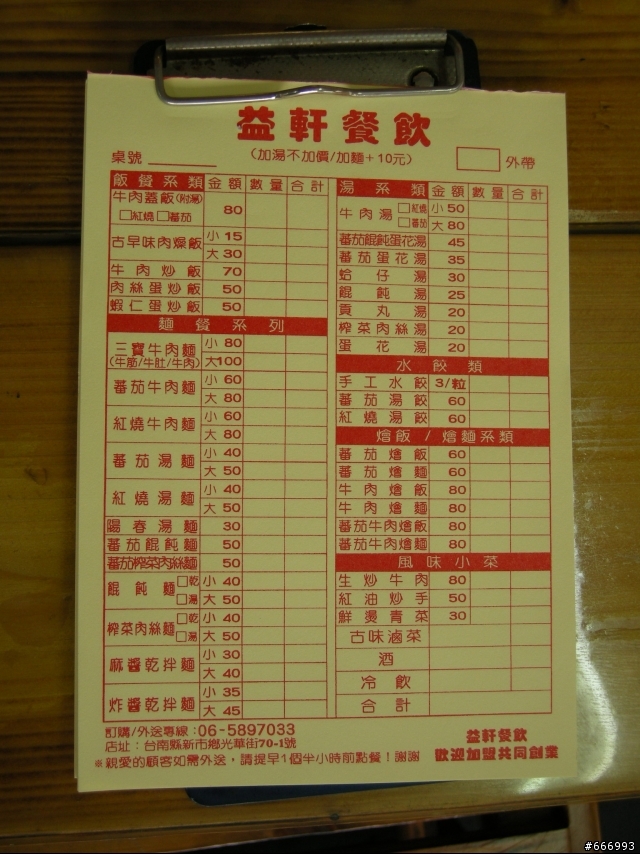 益軒餐飲
(加湯不加價/加麵+10元)
桌號
外帶
飯餐系類 金額 數量 合計
牛肉蓋飯(附湯) □紅燒 □番茄 80
古早味肉燥飯 小 15 大 30
牛肉炒飯 70
肉絲蛋炒飯 50
蝦仁蛋炒飯 50
麵餐系列
三寶牛肉麵 (牛筋/牛肚/牛肉) 小 80 大100
蕃茄牛肉麵 小 60 大 80
紅燒牛肉麵 小 60 大 80
蕃茄湯麵 小 40 大 50
紅燒湯麵 小 40 大 50
陽春湯麵 30
蕃茄餛飩麵 50
蕃茄榨菜肉絲麵 50
餛飩麵 □乾 □湯 小 40 大 50
榨菜肉絲麵 □乾 □湯 小 40 大 50
麻醬乾拌麵 小 30 大 40
炸醬乾拌麵 小 35 大 45
湯系類 金額 數量 合計
牛肉湯 □紅燒 □蕃茄 小 50 大 80
蕃茄餛飩蛋花湯 45
蕃茄蛋花湯 35
蛤仔湯 30
餛飩湯 25
貢丸湯 20
榨菜肉絲湯 20
蛋花湯 20
水餃類
手工水餃 3/粒
蕃茄湯餃 60
紅燒湯餃 60
燴飯/燴麵系類
蕃茄燴飯 60
蕃茄燴麵 60
牛肉燴飯 80
牛肉燴麵 80
蕃茄牛肉燴飯 80
蕃茄牛肉燴麵 80
風味小菜
生炒牛肉 80
紅油炒手 50
鮮燙青菜 30
古味滷菜
酒
冷飲
合計
訂購/外送專線:06-5897033
店址:台南縣新市鄉光華街70-1號
※親愛的顧客如需外送,請提早1個半小時前點餐!謝謝
益軒餐飲
歡迎加盟共同創業
#666993